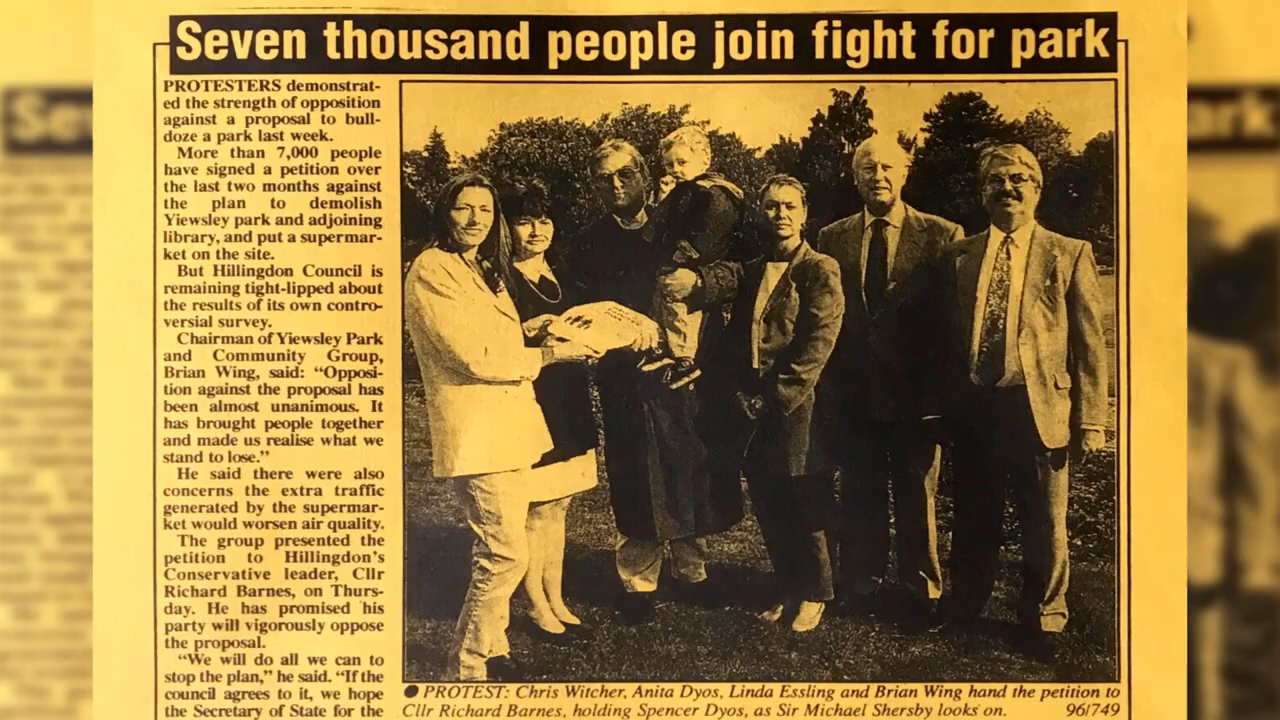 Seven thousand people join fight for park
PROTESTERS demonstrat-
ed the strength of opposition
against a proposal to bull-
doze a park last week.
More than 7,000 people
have signed a petition over
the last two months against
the plan to demolish
Yiewsley park and adjoining
library, and put a supermar-
ket on the site.
But Hillingdon Council is
remaining tight-lipped about
the results of its own contro-
versial survey.
Chairman of Yiewsley Park
and Community Group,
Brian Wing, said: “Opposi-
tion against the proposal has
been almost unanimous. It
has brought people together
and made us realise what we
stand to lose.”
He said there were also
concerns the extra traffic
generated by the supermar-
ket would worsen air quality.
The group presented the
petition to Hillingdon's
Conservative leader, Cllr
Richard Barnes, on Thurs-
day. He has promised his
party will vigorously oppose
the proposal.
“We will do all we can to
stop the plan,” he said. “If the
council agrees to it, we hope
the Secretary of State for the
● PROTEST: Chris Witcher, Anita Dyos, Linda Essling and Brian Wing hand the petition to
Cllr Richard Barnes, holding Spencer Dyos, as Sir Michael Shersby looks on. 96/749